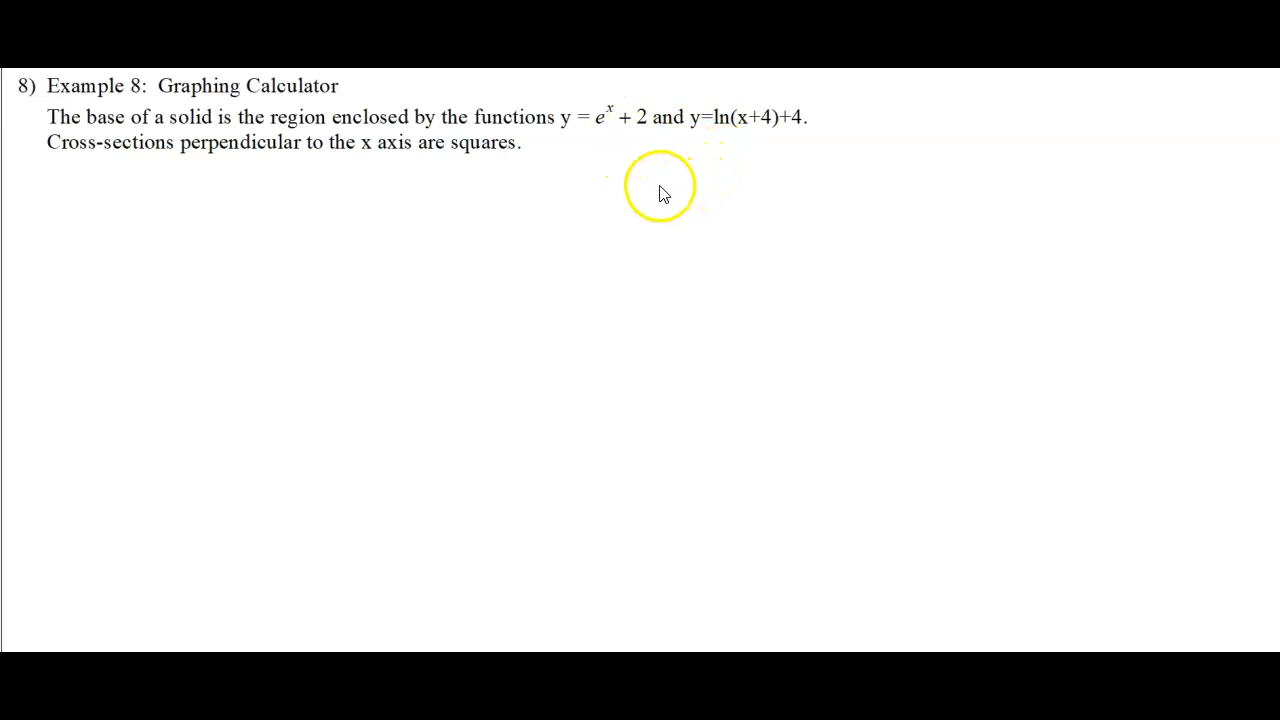 8) Example 8: Graphing Calculator
The base of a solid is the region enclosed by the functions y = e^x + 2 and y=ln(x+4)+4.
Cross-sections perpendicular to the x axis are squares.